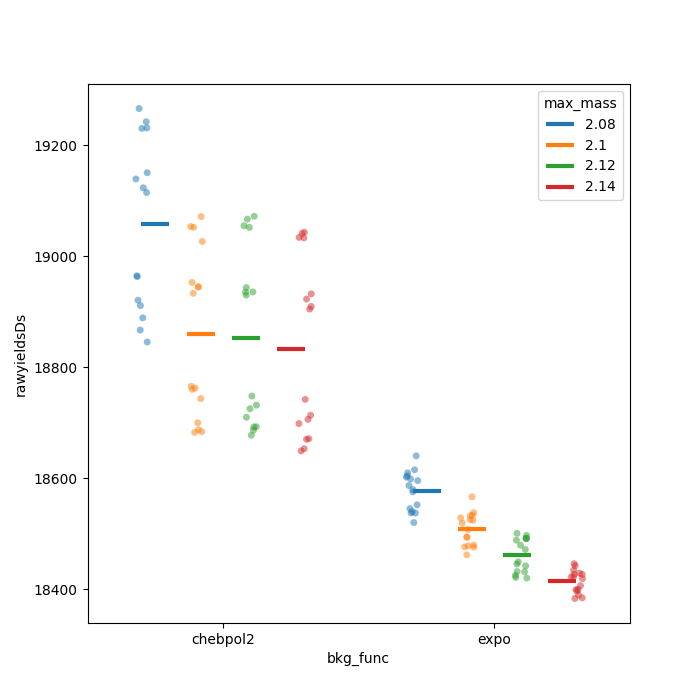 max_mass
2.08
2.1
2.12
2.14
19200
19000
18800
18600
18400
rawyieldsDs
chebpol2
expo
bkg_func